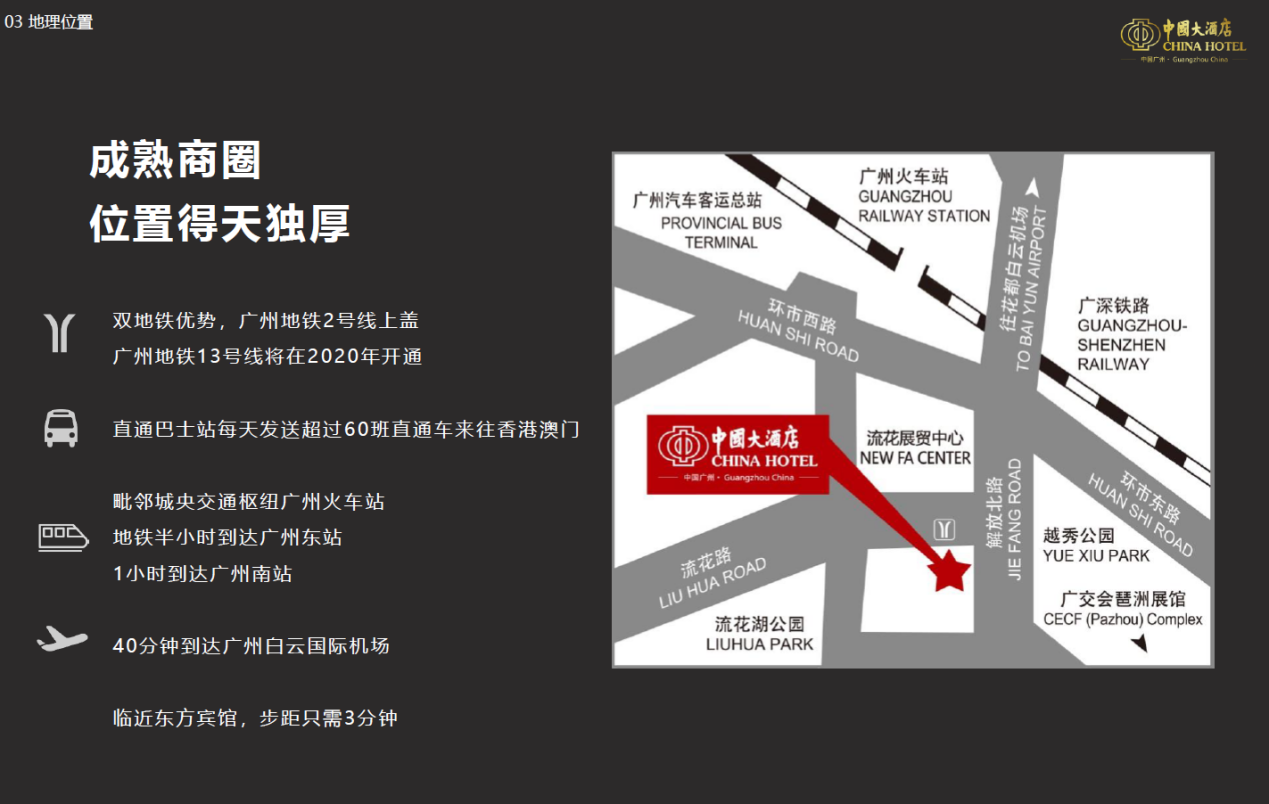 03 地理位置
中國大酒店
CHINA HOTEL
中国广州·Guangzhou China
成熟商圈
位置得天独厚
双地铁优势，广州地铁2号线上盖
广州地铁13号线将在2020年开通
直通巴士站每天发送超过60班直通车来往香港澳门
毗邻城央交通枢纽广州火车站
地铁半小时到达广州东站
1小时到达广州南站
40分钟到达广州白云国际机场
临近东方宾馆，步距只需3分钟
广州汽车客运总站
PROVINCIAL BUS
TERMINAL
广州火车站
GUANGZHOU
RAILWAY STATION
往花都白云机场
TO BAI YUN AIRPORT
环市西路
HUAN SHI ROAD
广深铁路
GUANGZHOU-
SHENZHEN
RAILWAY
中國大酒店
CHINA HOTEL
中国广州·Guangzhou China
流花展贸中心
NEW FA CENTER
解放北路
JIE FANG ROAD
环市东路
HUAN SHI ROAD
流花路
LIU HUA ROAD
越秀公园
YUE XIU PARK
流花湖公园
LIUHUA PARK
广交会琶洲展馆
CECF (Pazhou) Complex